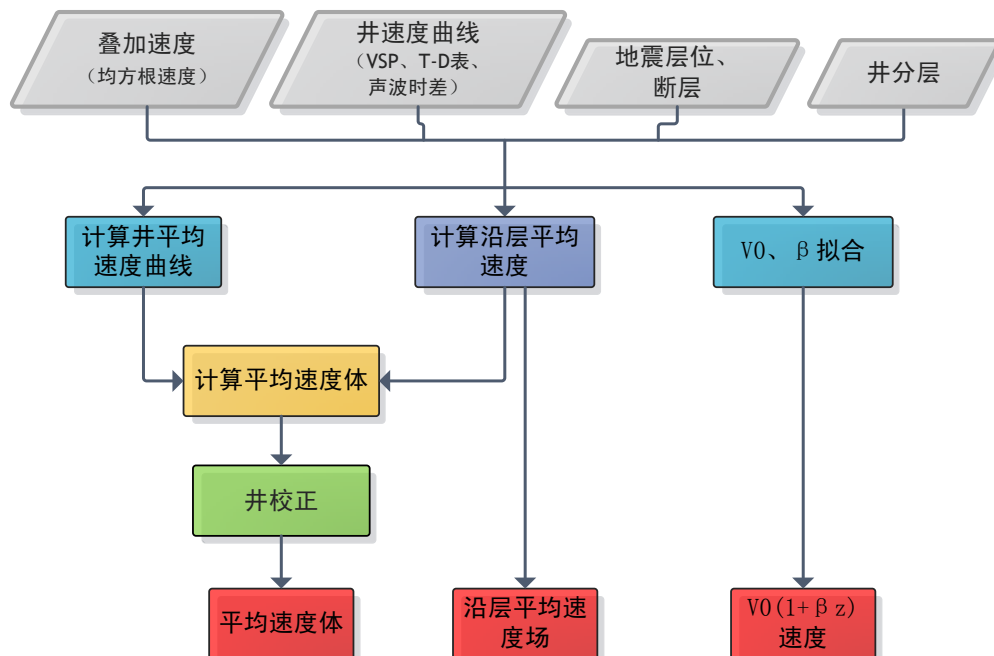 叠加速度
（均方根速度）
井速度曲线
（VSP、T-D表、
声波时差）
地震层位、
断层
井分层
计算井平均
速度曲线
计算沿层平均
速度
V0、β拟合
计算平均速度体
井校正
平均速度体
沿层平均速
度场
V0(1+βz)
速度